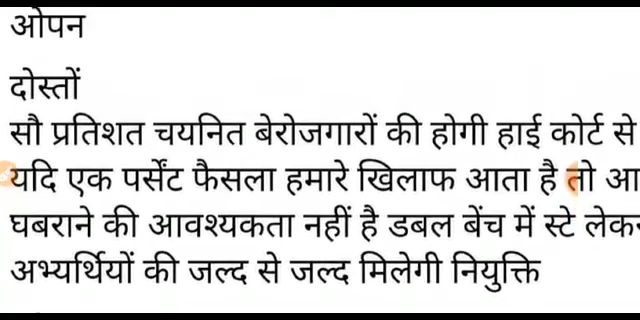 ओपन
दोस्तों
सौ प्रतिशत चयनित बेरोजगारों की होगी हाई कोर्ट से
यदि एक पर्सेंट फैसला हमारे खिलाफ आता है तो
घबराने की आवश्यकता नहीं है डबल बेंच में स्टे
अभ्यर्थियों की जल्द से जल्द मिलेगी नियुक्ति